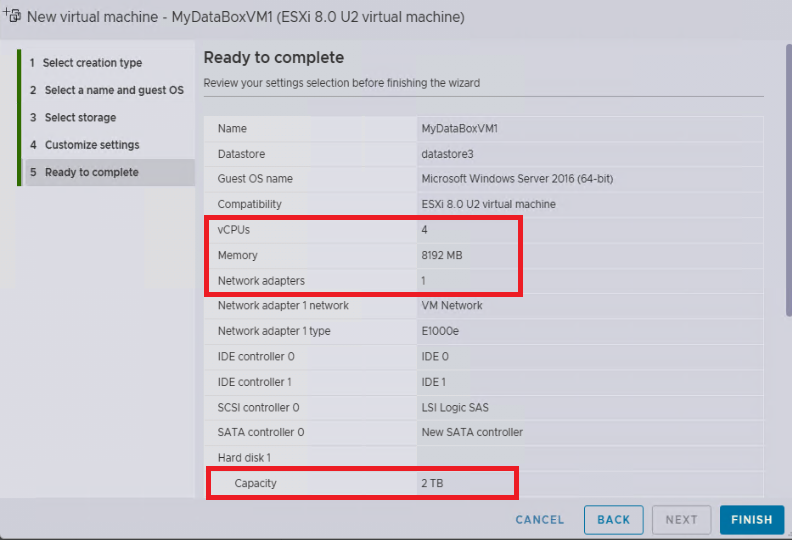 New virtual machine - MyDataBoxVM1 (ESXi 8.0 U2 virtual machine)
1 Select creation type
2 Select a name and guest OS
3 Select storage
4 Customize settings
5 Ready to complete
Ready to complete
Review your settings selection before finishing the wizard
Name MyDataBoxVM1
Datastore datastore3
Guest OS name Microsoft Windows Server 2016 (64-bit)
Compatibility ESXi 8.0 U2 virtual machine
vCPUs 4
Memory 8192 MB
Network adapters 1
Network adapter 1 network VM Network
Network adapter 1 type E1000e
IDE controller 0 IDE 0
IDE controller 1 IDE 1
SCSI controller 0 LSI Logic SAS
SATA controller 0 New SATA controller
Hard disk 1
Capacity 2 TB
CANCEL BACK NEXT FINISH